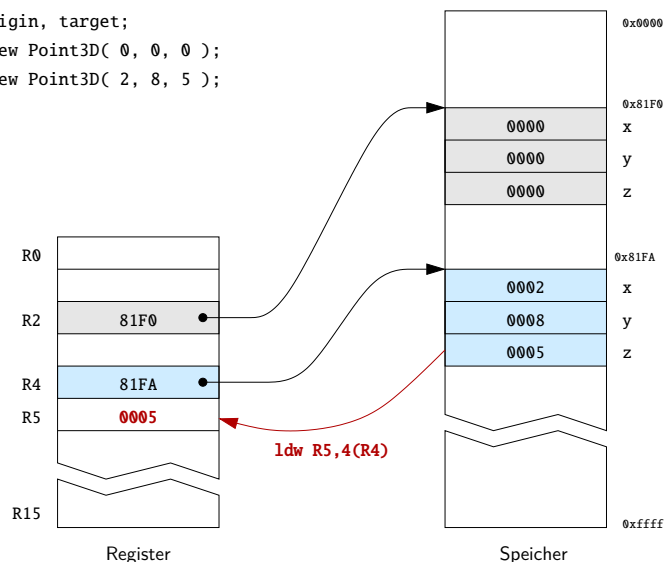 igin, target;
ew Point3D( 0, 0, 0 );
ew Point3D( 2, 8, 5 );
0x0000
0x81F0
0000 x
0000 y
0000 z
R0
0x81FA
0002 x
R2 81F0
0008 y
0005 z
R4 81FA
R5 0005
ldw R5,4(R4)
R15
0xffff
Register Speicher